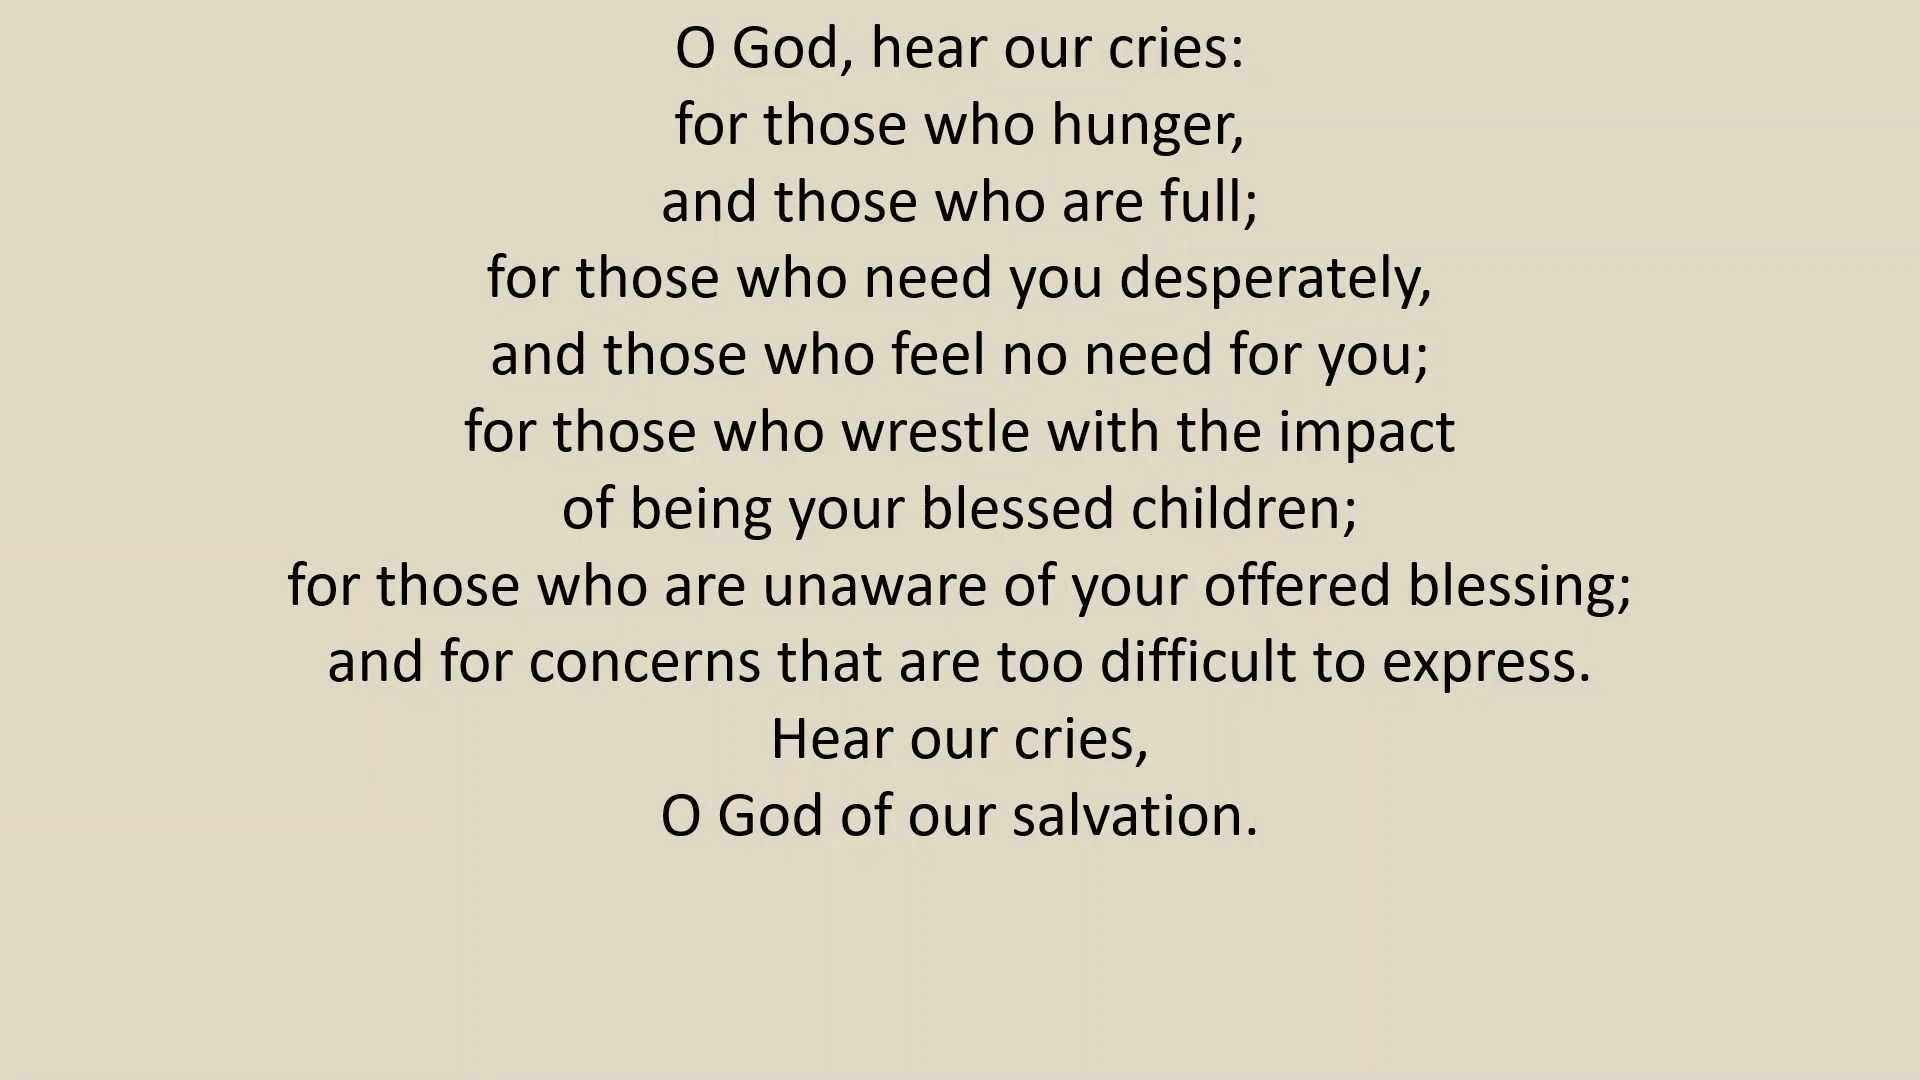 O God, hear our cries:
for those who hunger,
and those who are full;
for those who need you desperately,
and those who feel no need for you;
for those who wrestle with the impact
of being your blessed children;
for those who are unaware of your offered blessing;
and for concerns that are too difficult to express.
Hear our cries,
O God of our salvation.